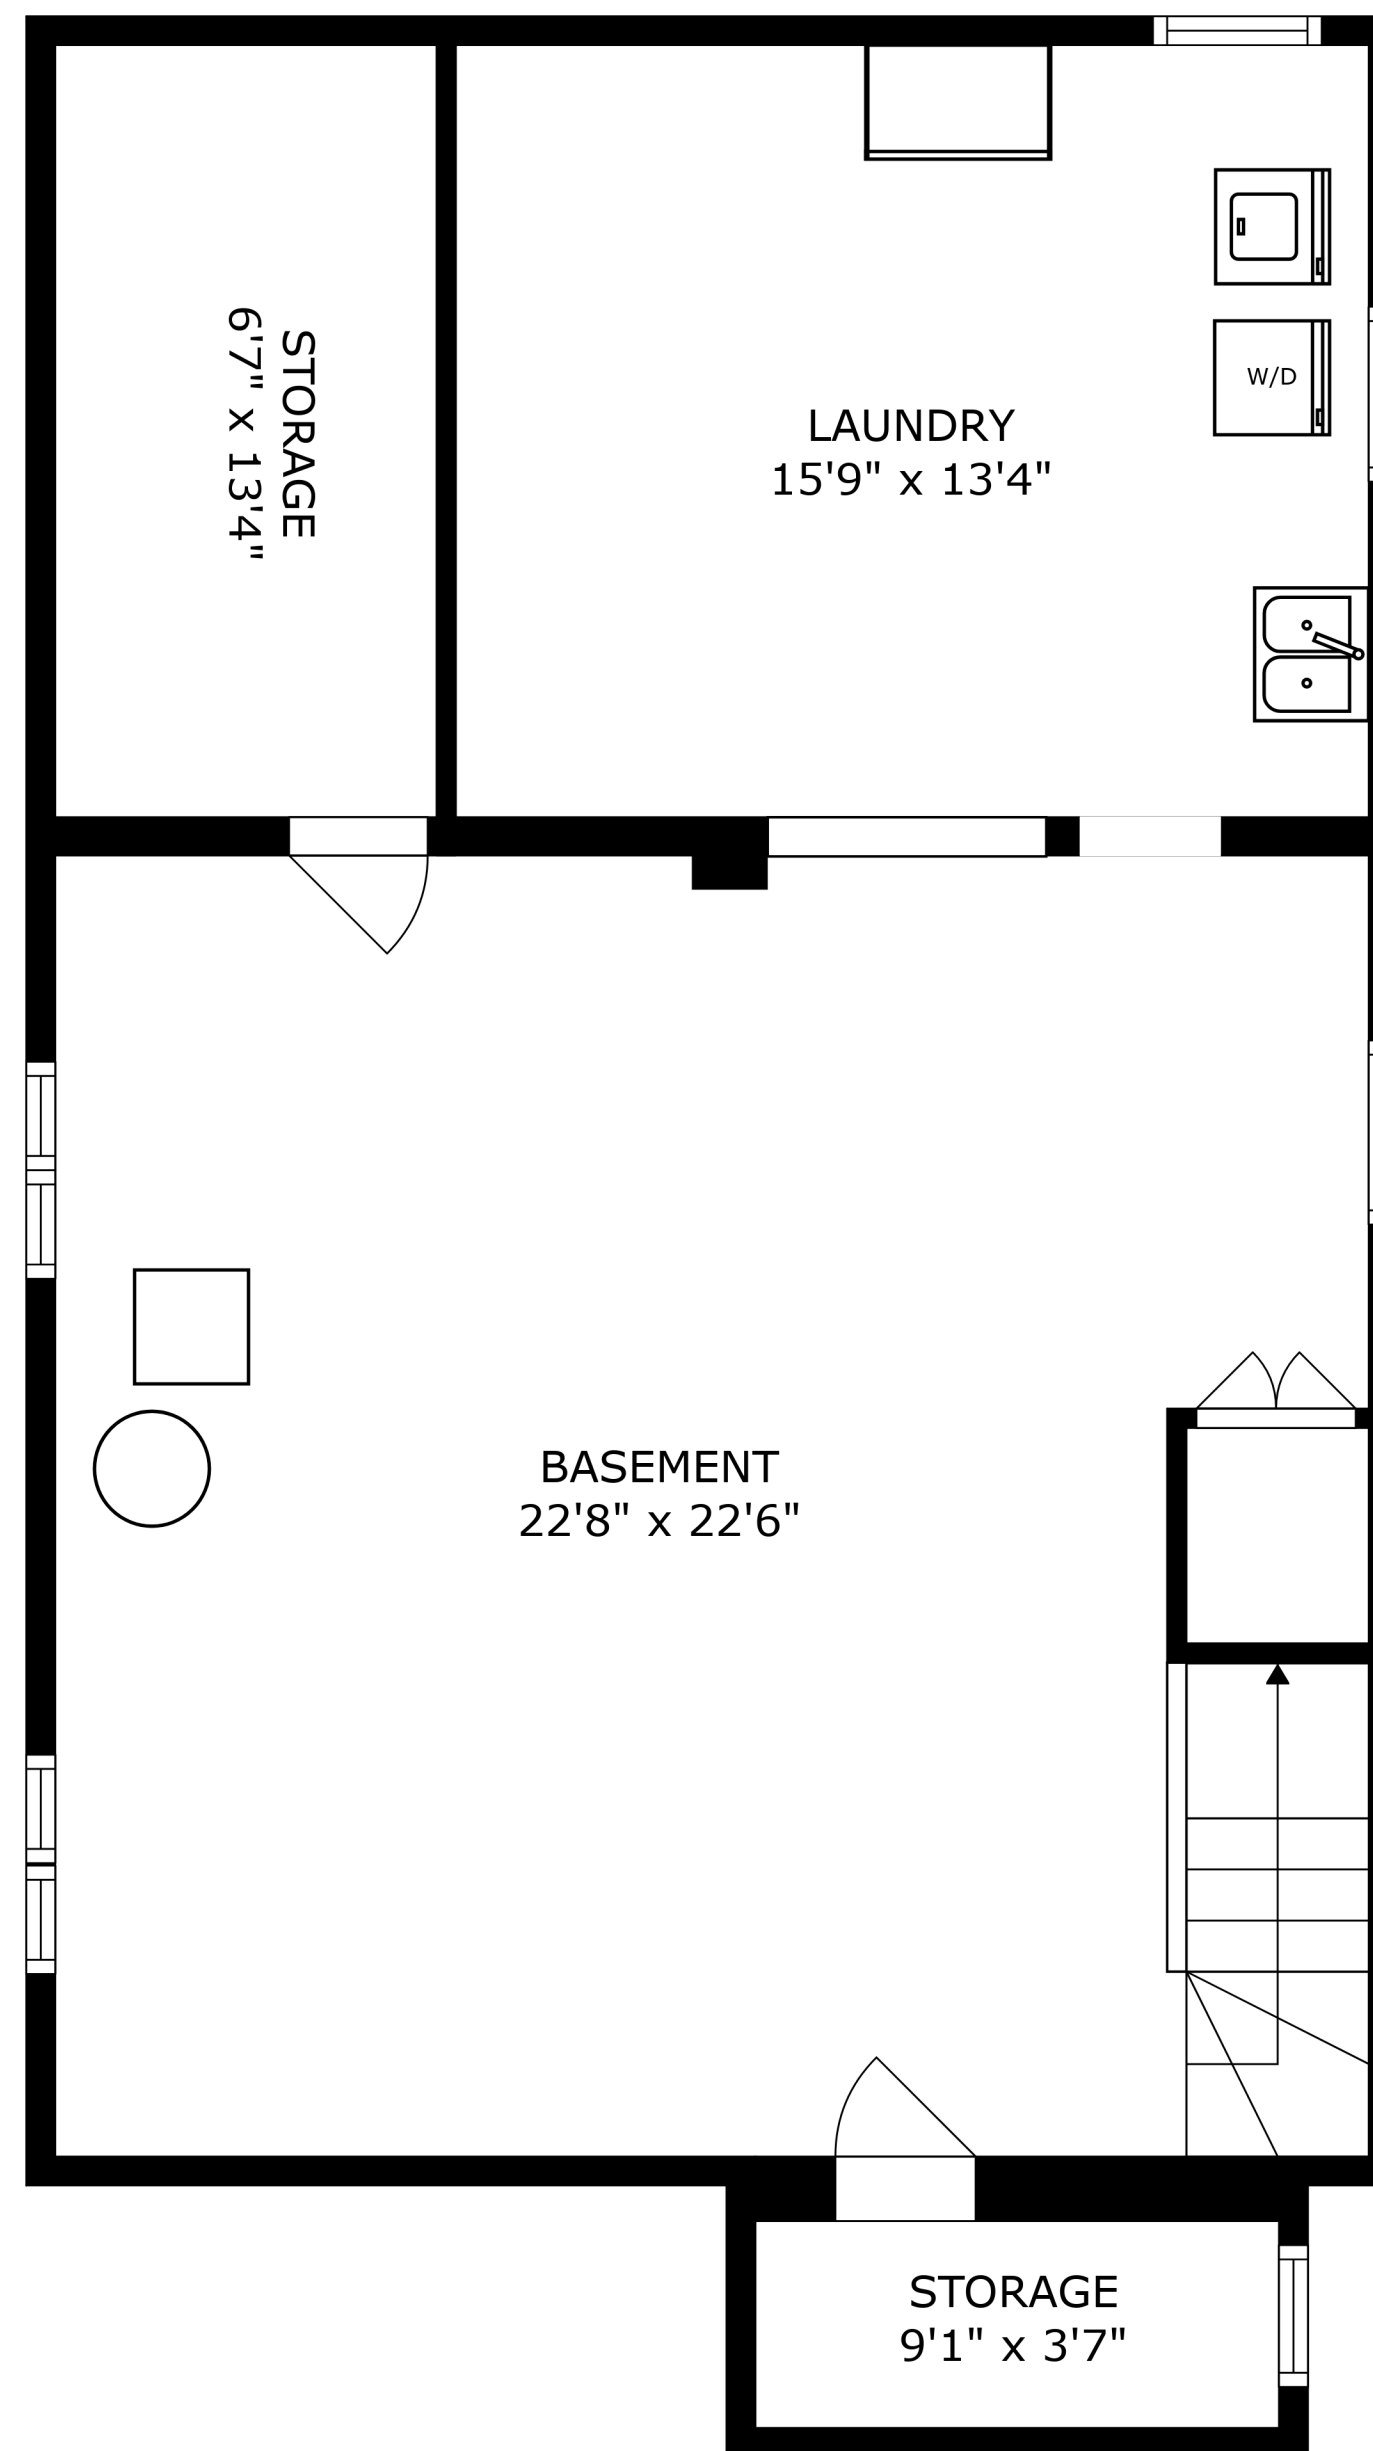 STORAGE
6'7" x 13'4"
LAUNDRY
15'9" x 13'4"
W/D
BASEMENT
22'8" x 22'6"
STORAGE
9'1" x 3'7"